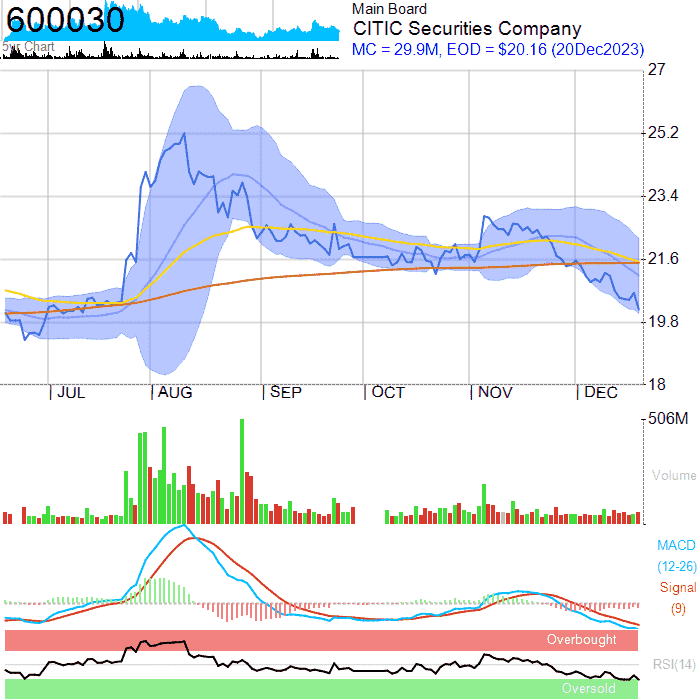 600030
5yr Chart
Main Board
CITIC Securities Company
MC = 29.9M, EOD = $20.16 (20Dec2023)
27
25.2
23.4
21.6
19.8
18
JUL
AUG
SEP
OCT
NOV
DEC
506M
Volume
MACD
(12-26)
Signal
(9)
Overbought
RSI(14)
Oversold